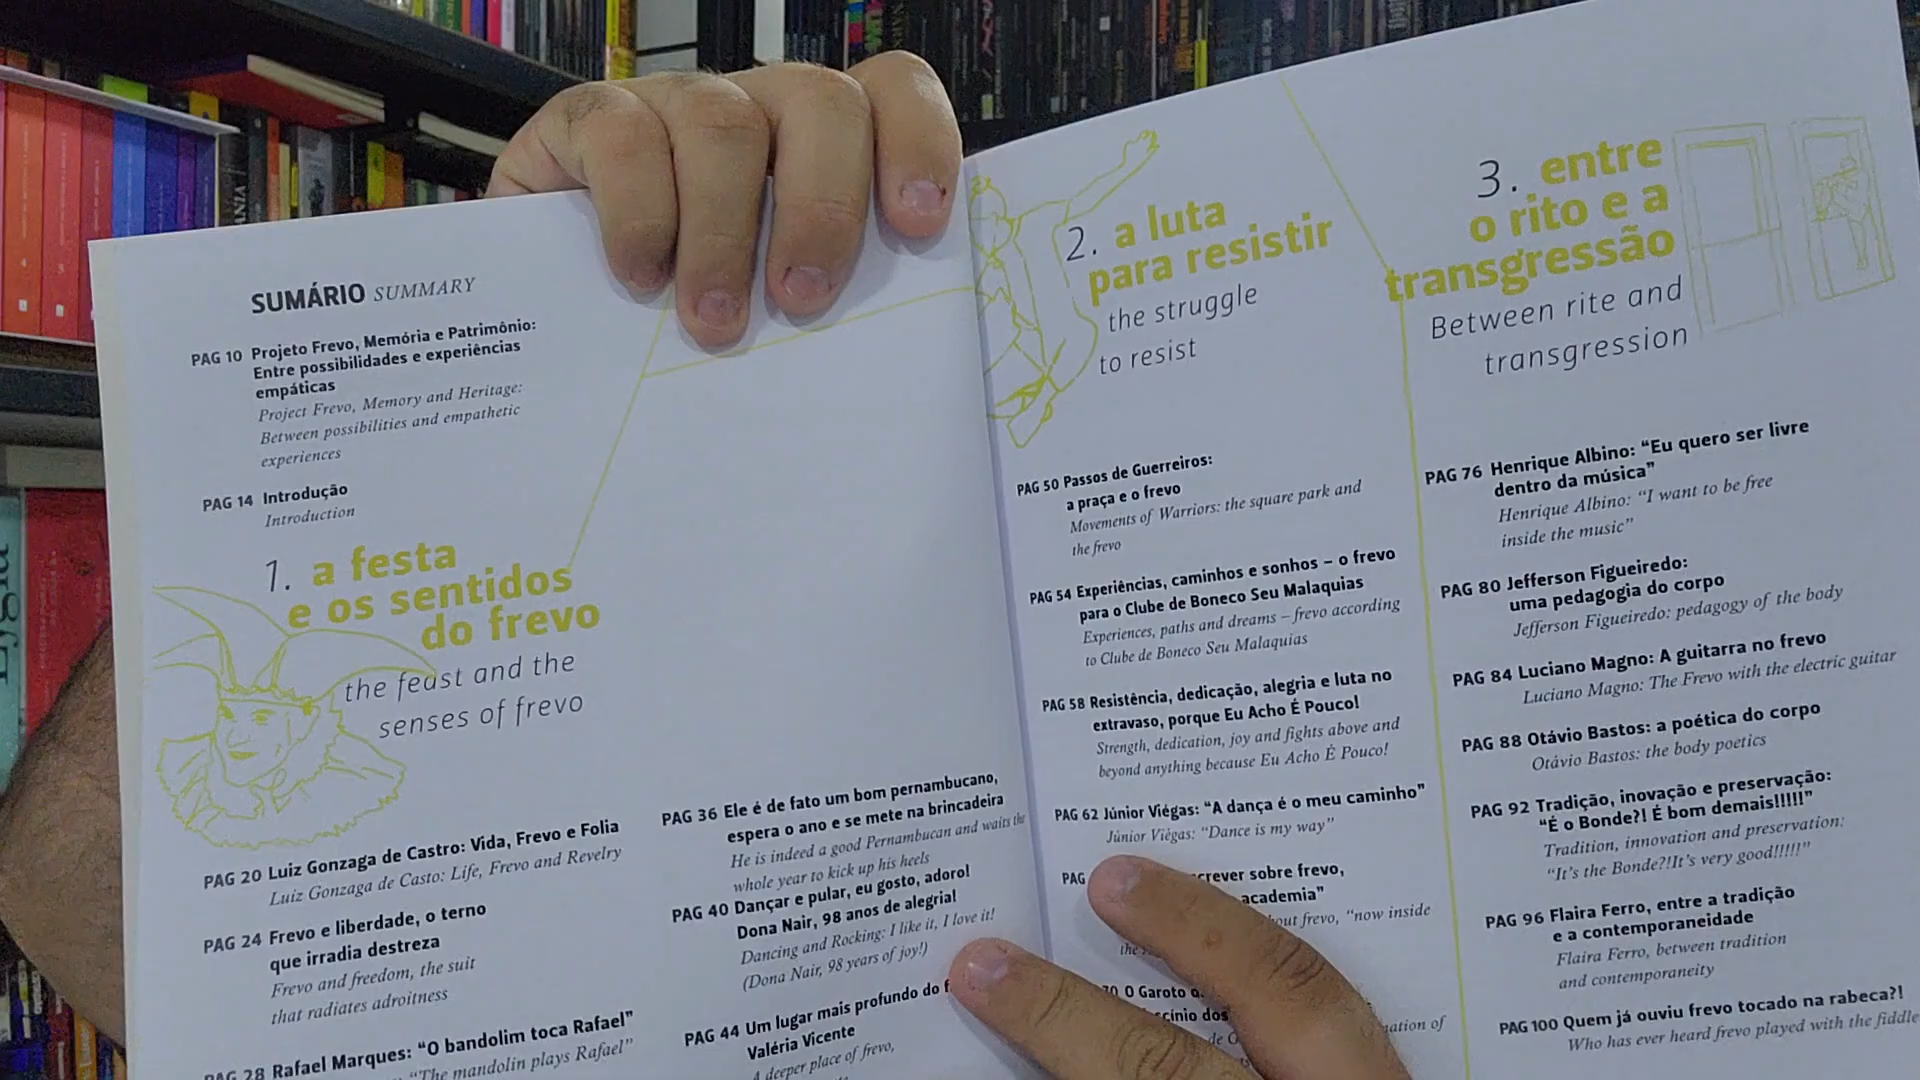 SUMÁRIO SUMMARY
PAG 10 Projeto Frevo, Memória e Patrimônio:
Entre possibilidades e experiências
empáticas
Project Frevo, Memory and Heritage:
Between possibilities and empathetic
experiences
PAG 14 Introdução
Introduction
1. a festa
e os sentidos
do frevo
the feast and the
senses of frevo
PAG 20 Luiz Gonzaga de Castro: Vida, Frevo e Folia
Luiz Gonzaga de Casto: Life, Frevo and Revelry
PAG 24 Frevo e liberdade, o terno
que irradia destreza
Frevo and freedom, the suit
that radiates adroitness
PAG 28 Rafael Marques: “O bandolim toca Rafael”
“The mandolin plays Rafael”
PAG 36 Ele é de fato um bom pernambucano,
espera o ano e se mete na brincadeira
He is indeed a good Pernambucan and waits the
whole year to kick up his heels
PAG 40 Dançar e pular, eu gosto, adoro!
Dona Nair, 98 anos de alegria!
Dancing and Rocking: I like it, I love it!
(Dona Nair, 98 years of joy!)
PAG 44 Um lugar mais profundo do
Valéria Vicente
A deeper place of frevo,
2. a luta
para resistir
the struggle
to resist
PAG 50 Passos de Guerreiros:
a praça e o frevo
Movements of Warriors: the square park and
the frevo
PAG 54 Experiências, caminhos e sonhos – o frevo
para o Clube de Boneco Seu Malaquias
Experiences, paths and dreams – frevo according
to Clube de Boneco Seu Malaquias
PAG 58 Resistência, dedicação, alegria e luta no
extravaso, porque Eu Acho É Pouco!
Strength, dedication, joy and fights above and
beyond anything because Eu Acho É Pouco!
PAG 62 Júnior Viégas: “A dança é o meu caminho”
Júnior Viégas: “Dance is my way”
PAG sobre frevo,
academia”
frevo, “now inside
the
70 O Garoto
3. entre
o rito e a
transgressão
Between rite and
transgression
PAG 76 Henrique Albino: “Eu quero ser livre
dentro da música”
Henrique Albino: “I want to be free
inside the music”
PAG 80 Jefferson Figueiredo:
uma pedagogia do corpo
Jefferson Figueiredo: pedagogy of the body
PAG 84 Luciano Magno: A guitarra no frevo
Luciano Magno: The Frevo with the electric guitar
PAG 88 Otávio Bastos: a poética do corpo
Otávio Bastos: the body poetics
PAG 92 Tradição, inovação e preservação:
“É o Bonde?! É bom demais!!!!!”
Tradition, innovation and preservation:
“It’s the Bonde?!It’s very good!!!!!”
PAG 96 Flaira Ferro, entre a tradição
e a contemporaneidade
Flaira Ferro, between tradition
and contemporaneity
PAG 100 Quem já ouviu frevo tocado na rabeca?!
Who has ever heard frevo played with the fiddle